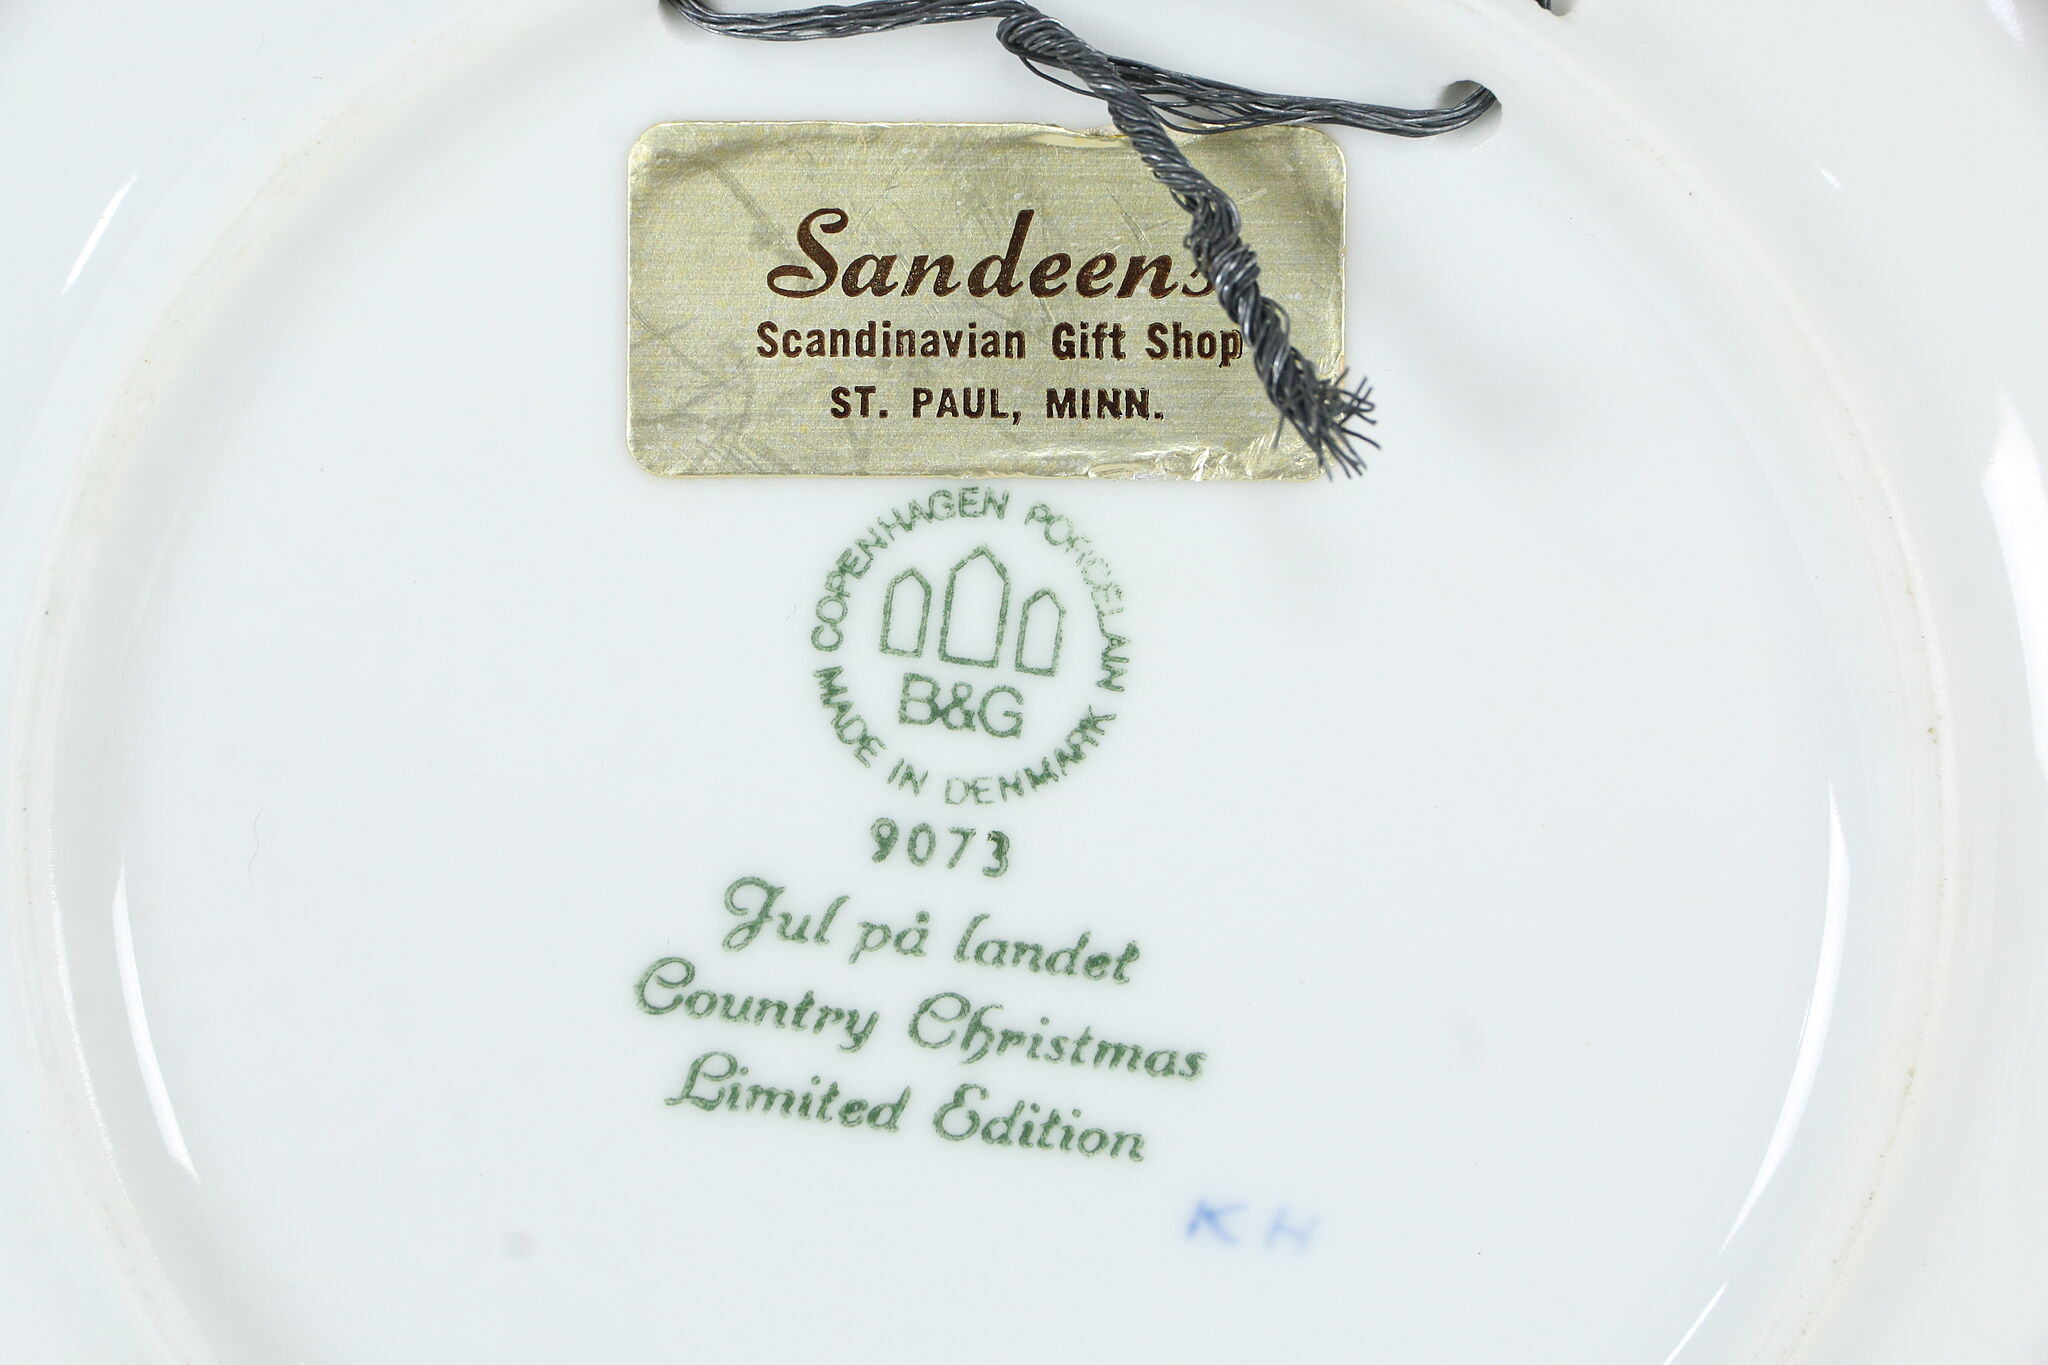 Sandeen's
Scandinavian Gift Shop
ST. PAUL, MINN.
COPENHAGEN PORCELAIN
B&G
MADE IN DENMARK
9073
Jul på landet
Country Christmas
Limited Edition
KH